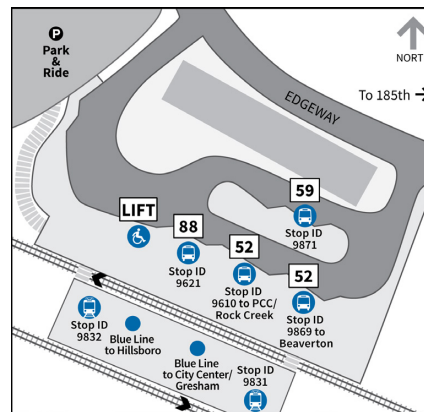 P
Park
&
Ride
NORT
To 185th
EDGEWAY
59
Stop ID
9871
LIFT
88
Stop ID
9621
52
Stop ID
9610 to PCC/
Rock Creek
52
Stop ID
9869 to
Beaverton
Stop ID
9832
Blue Line
to Hillsboro
Blue Line
to City Center/
Gresham
Stop ID
9831